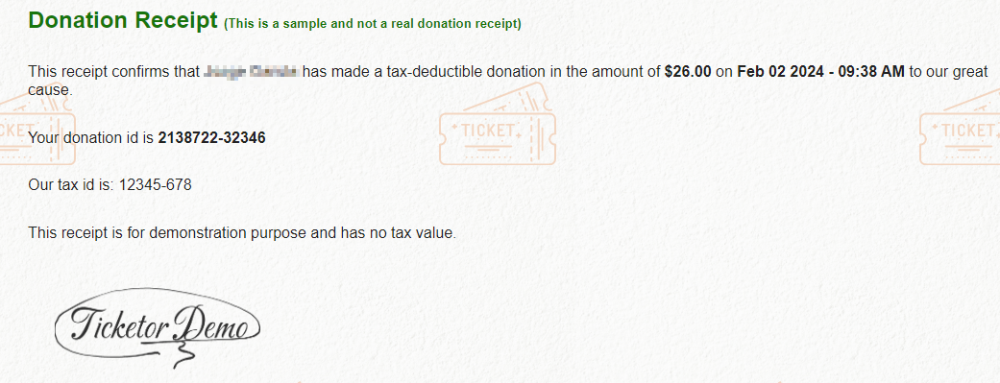 Donation Receipt (This is a sample and not a real donation receipt)
This receipt confirms that has made a tax-deductible donation in the amount of $26.00 on Feb 02 2024 - 09:38 AM to our great
cause.
TICKET
TICKET
TICKET
Your donation id is 2138722-32346
Our tax id is: 12345-678
This receipt is for demonstration purpose and has no tax value.
Ticketor Demo